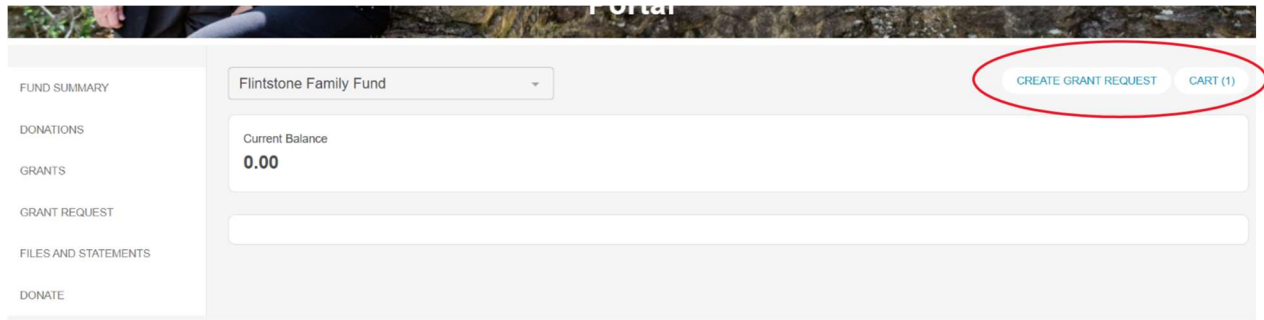 Portal
FUND SUMMARY
DONATIONS
GRANTS
GRANT REQUEST
FILES AND STATEMENTS
DONATE
Flintstone Family Fund
CREATE GRANT REQUEST CART (1)
Current Balance
0.00